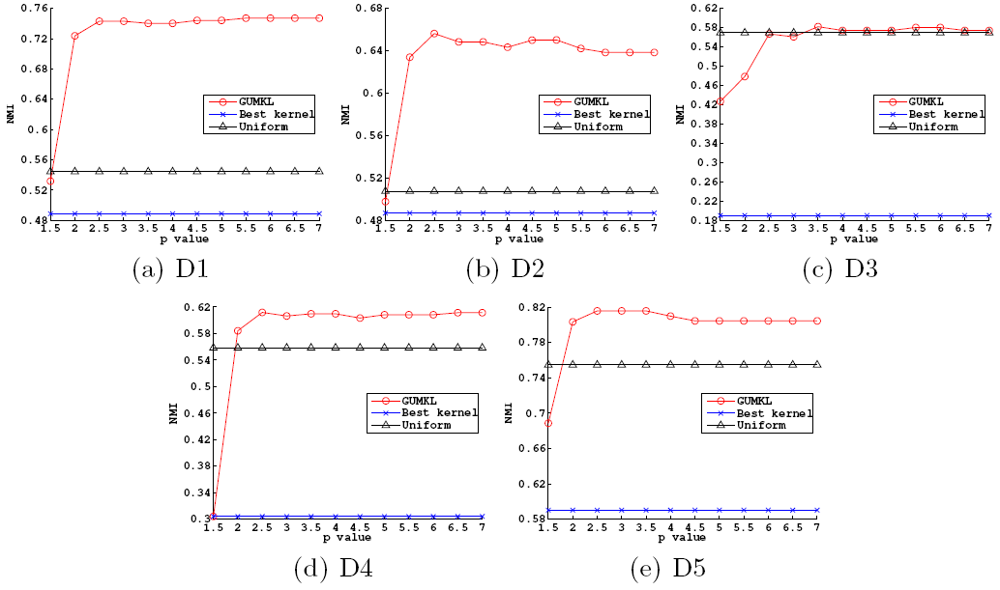 0.76
0.72
0.68
0.64
0.6
0.56
0.52
0.48
NMI
GUMKL
Best kernel
Uniform
1.5 2 2.5 3 3.5 4 4.5 5 5.5 6 6.5 7
p value
(a) D1
0.68
0.64
0.6
0.56
0.52
0.48
NMI
GUMKL
Best kernel
Uniform
1.5 2 2.5 3 3.5 4 4.5 5 5.5 6 6.5 7
p value
(b) D2
0.62
0.58
0.54
0.5
0.46
0.42
0.38
0.34
0.3
0.26
0.22
0.18
NMI
GUMKL
Best kernel
Uniform
1.5 2 2.5 3 3.5 4 4.5 5 5.5 6 6.5 7
p value
(c) D3
0.62
0.58
0.54
0.5
0.46
0.42
0.38
0.34
0.3
NMI
GUMKL
Best kernel
Uniform
1.5 2 2.5 3 3.5 4 4.5 5 5.5 6 6.5 7
p value
(d) D4
0.82
0.78
0.74
0.7
0.66
0.62
0.58
NMI
GUMKL
Best kernel
Uniform
1.5 2 2.5 3 3.5 4 4.5 5 5.5 6 6.5 7
p value
(e) D5